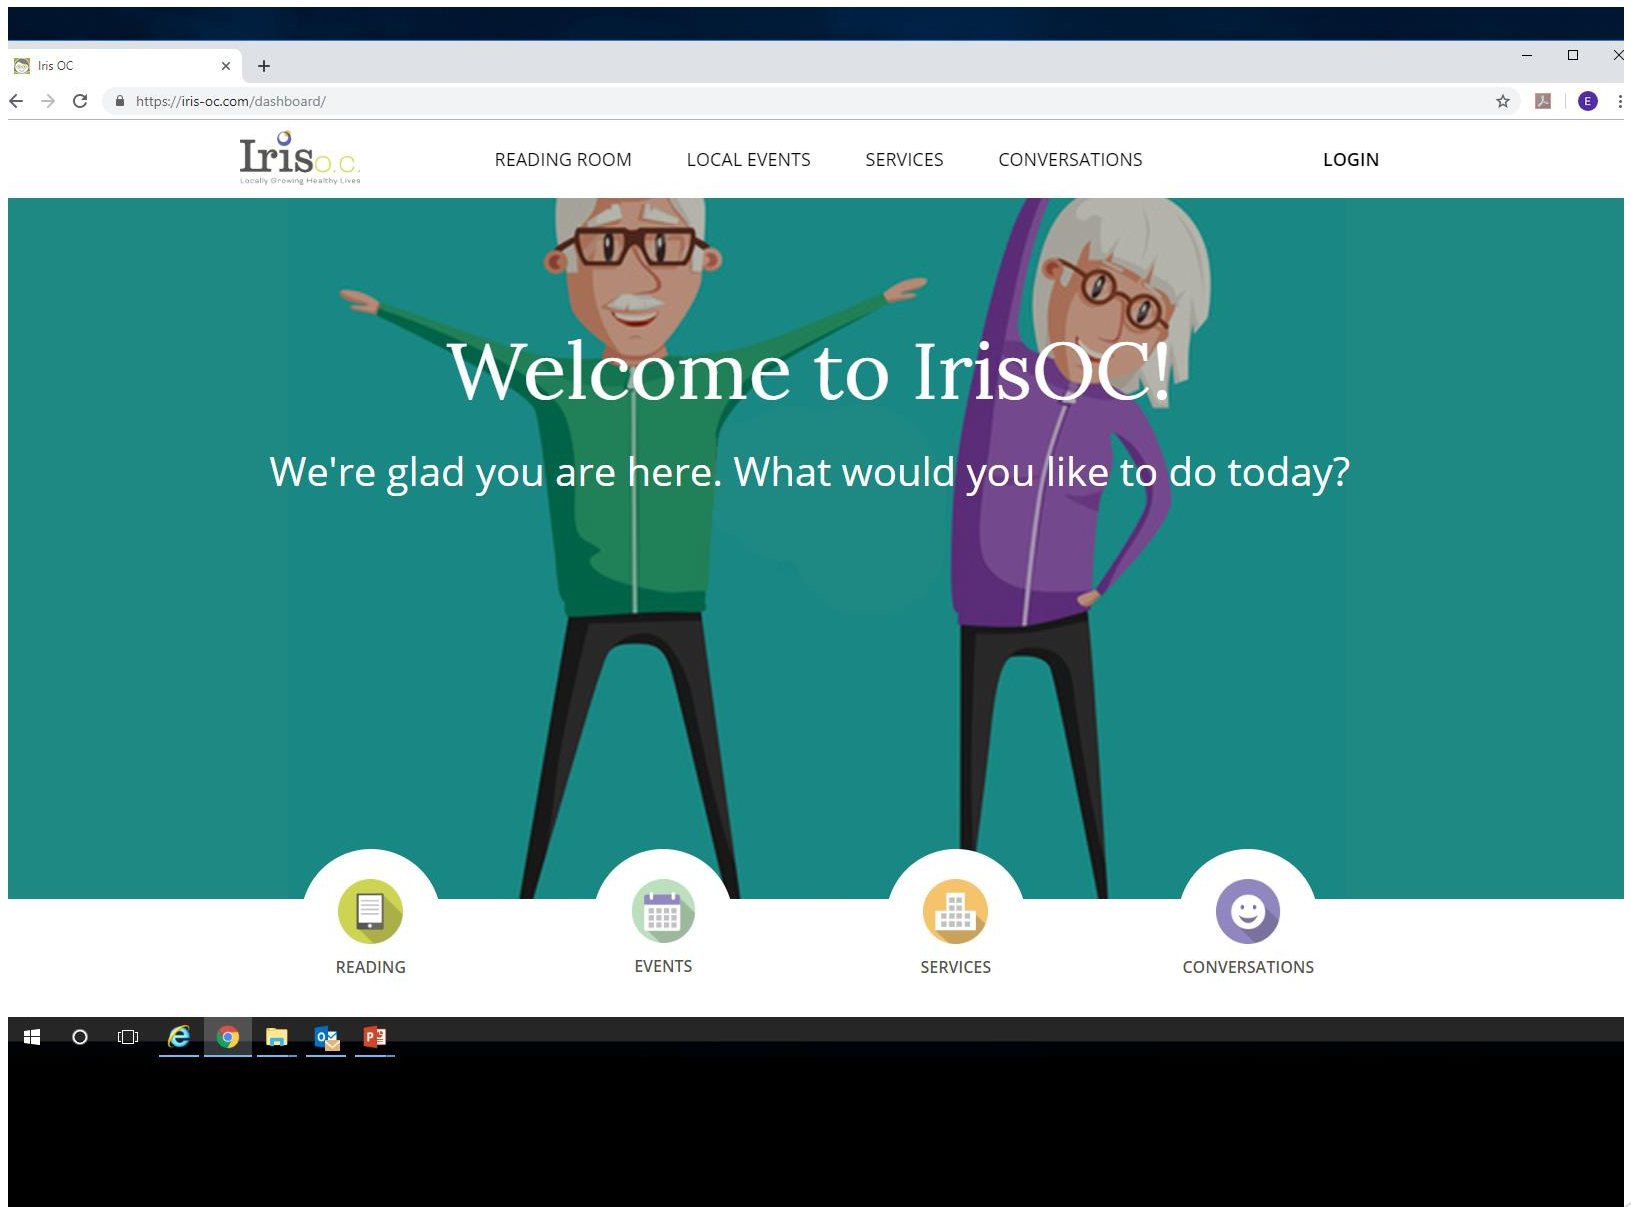 Iris OC
https://iris-oc.com/dashboard/
E
Iris O.C.
Locally Growing Healthy Lives
READING ROOM
LOCAL EVENTS
SERVICES
CONVERSATIONS
LOGIN
Welcome to IrisOC!
We're glad you are here. What would you like to do today?
READING
EVENTS
SERVICES
CONVERSATIONS